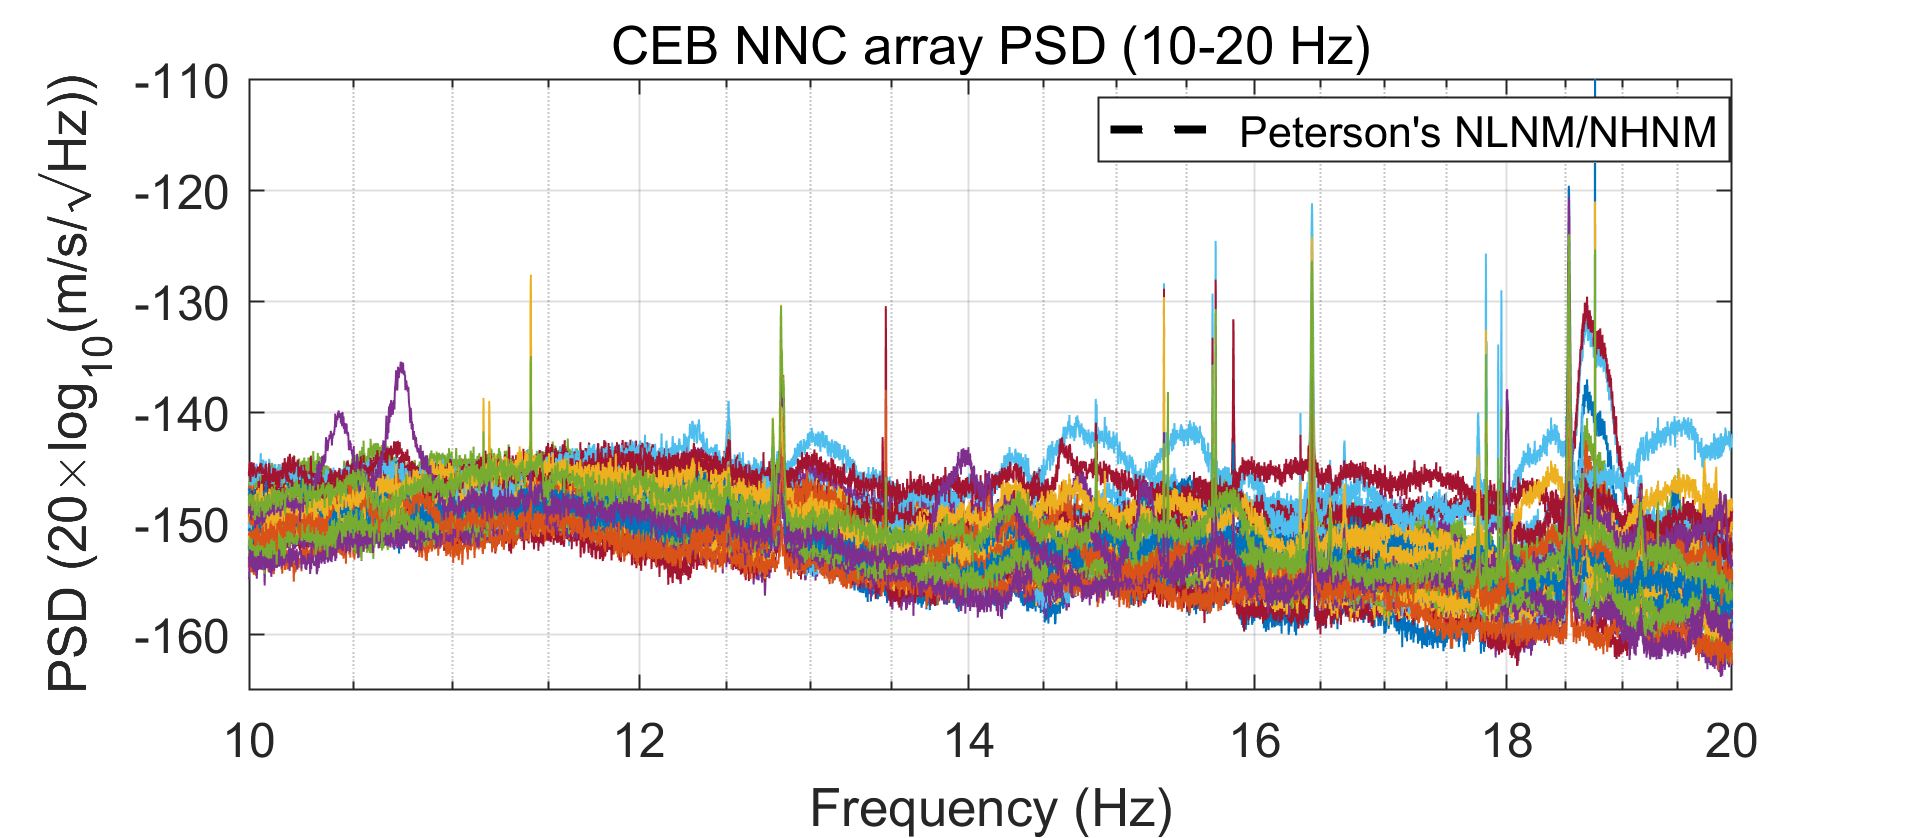 CEB NNC array PSD (10-20 Hz)
PSD (20×log10(m/s/√Hz))
-110
-120
-130
-140
-150
-160
Peterson's NLNM/NHNM
10 12 14 16 18 20
Frequency (Hz)